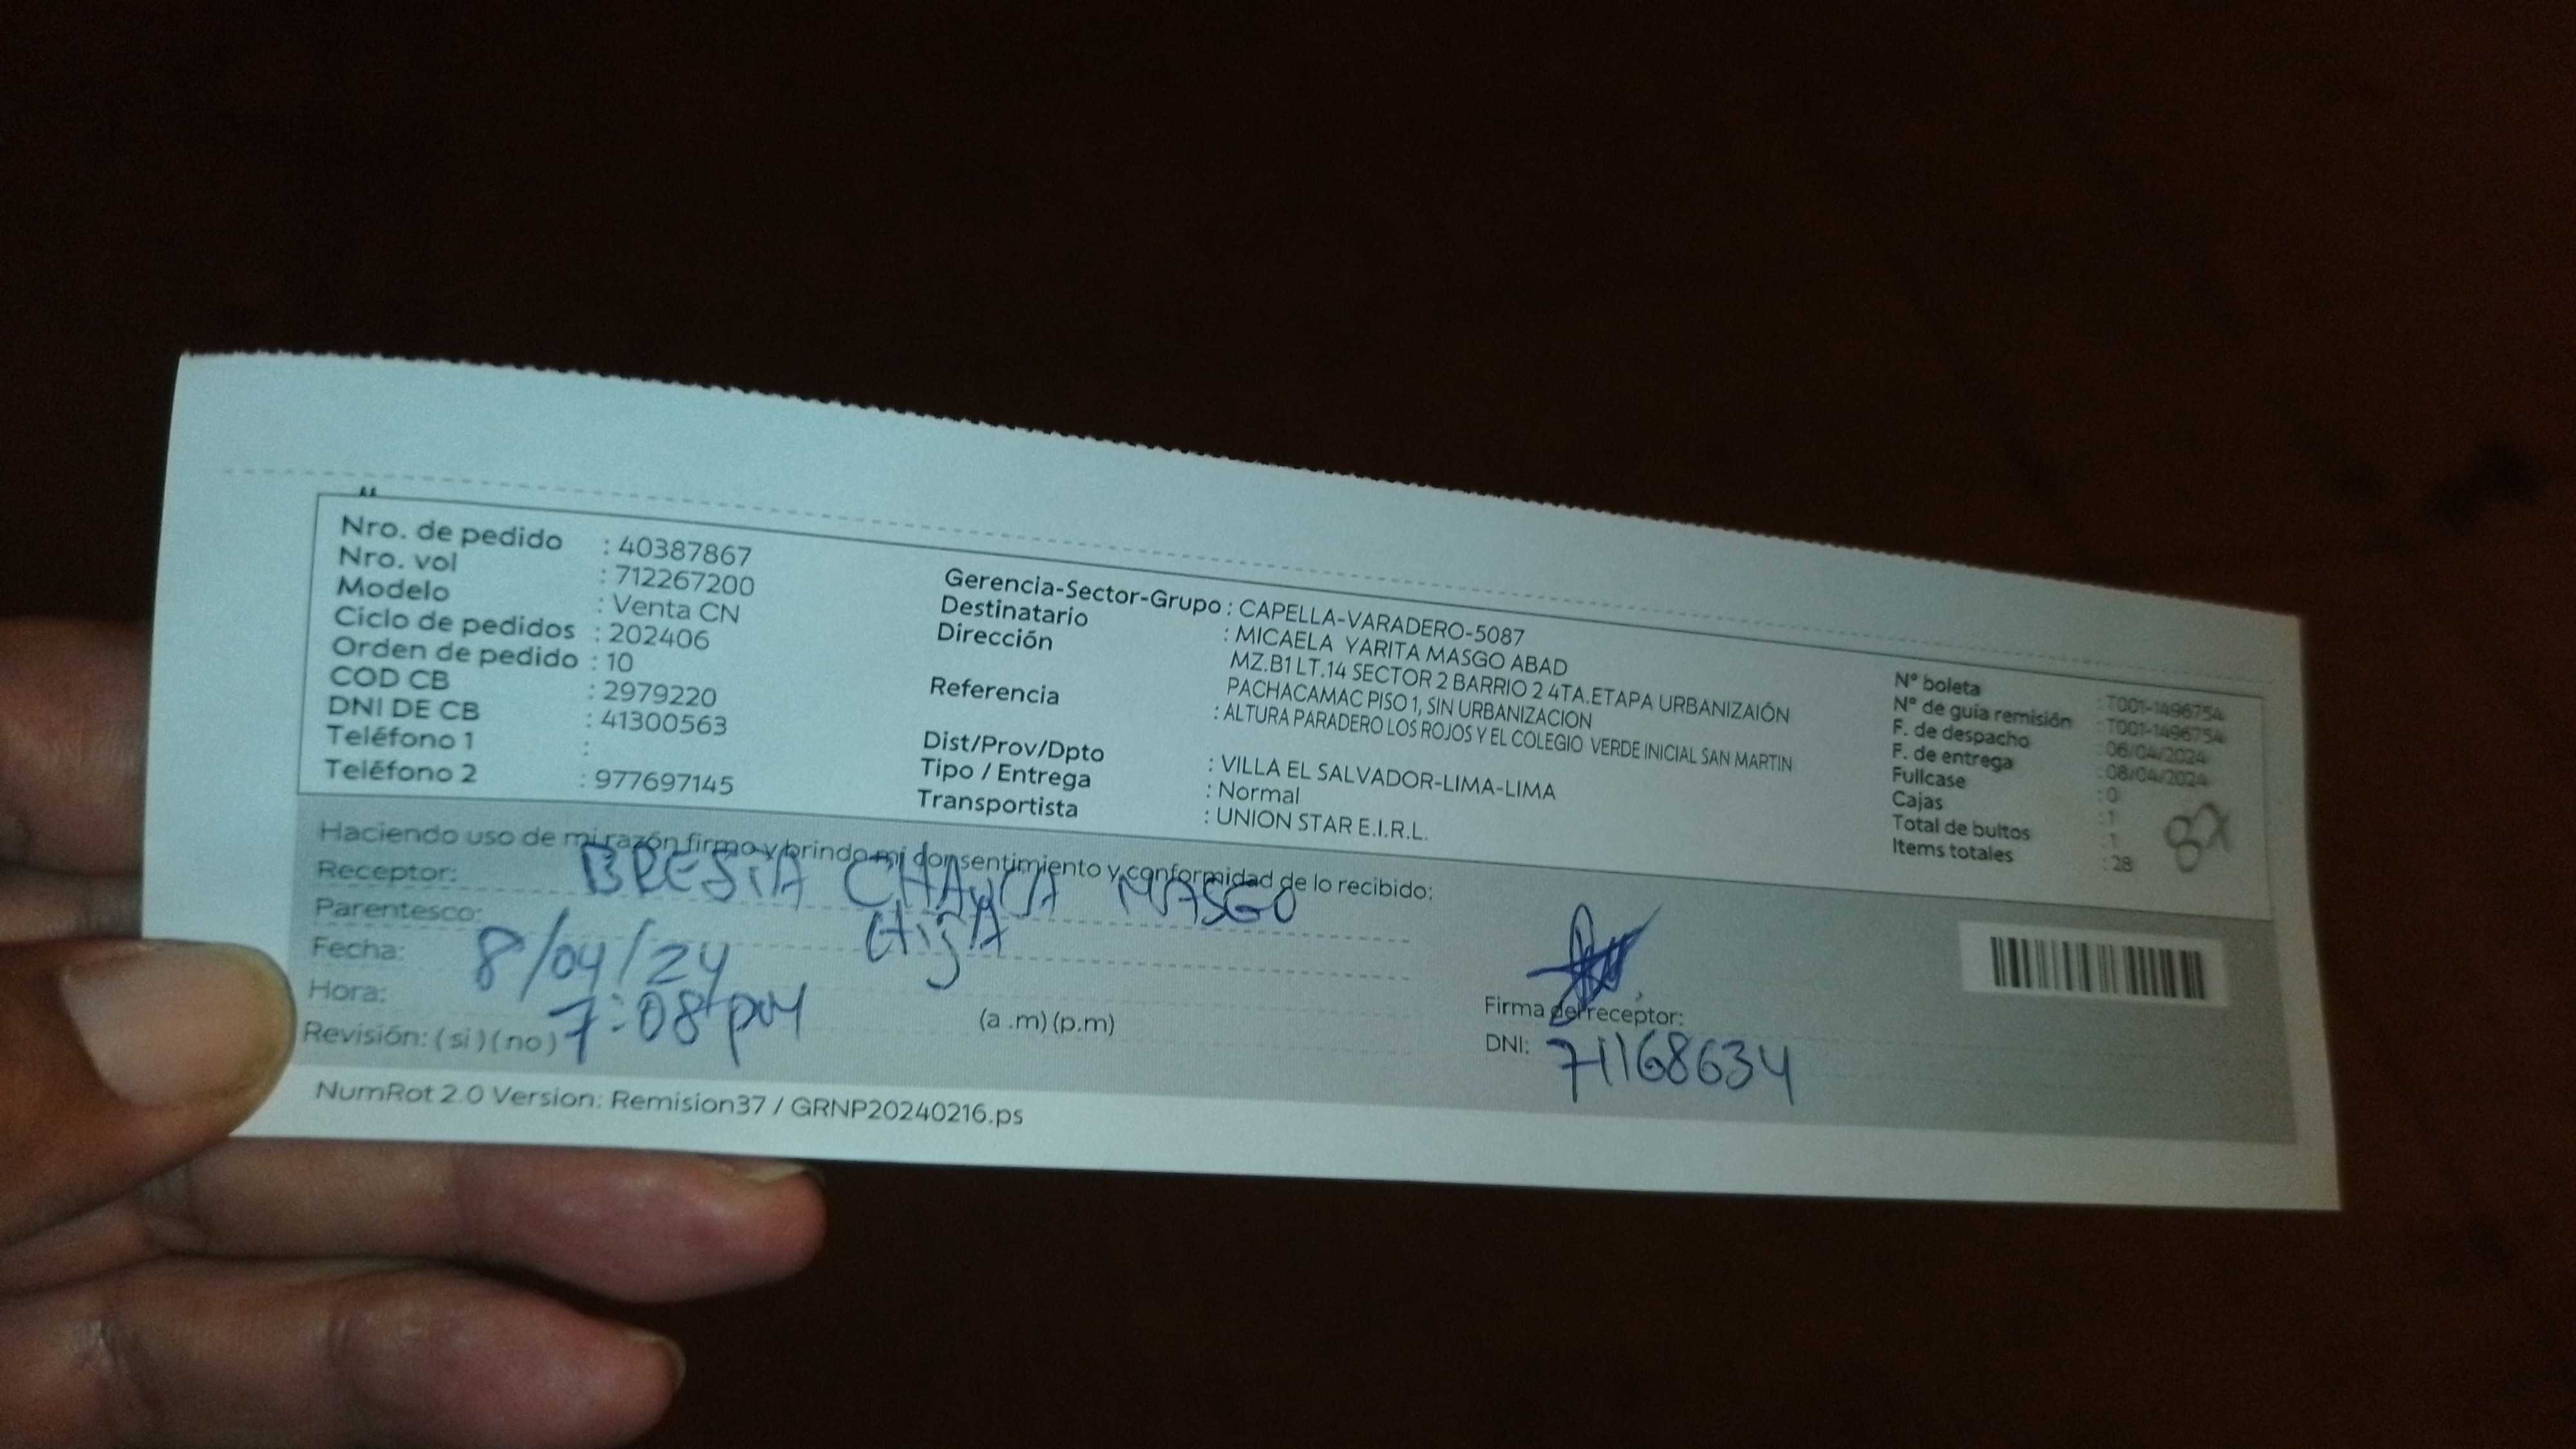 Nro. de pedido : 40387867
Nro. vol : 712267200
Modelo : Venta CN
Ciclo de pedidos : 202406
Orden de pedido : 10
COD CB : 2979220
DNI DE CB : 41300563
Teléfono 1 :
Teléfono 2 : 977697145
Gerencia-Sector-Grupo : CAPELLA-VARADERO-5087
Destinatario : MICAELA YARITA MASGO ABAD
Dirección MZ.B1 LT.14 SECTOR 2 BARRIO 2 4TA.ETAPA URBANIZAIÓN
PACHACAMAC PISO 1, SIN URBANIZACION
Referencia : ALTURA PARADERO LOS ROJOS Y EL COLEGIO VERDE INICIAL SAN MARTIN
Dist/Prov/Dpto : VILLA EL SALVADOR-LIMA-LIMA
Tipo / Entrega : Normal
Transportista : UNION STAR E.I.R.L.
N° boleta : T001-1496754
N° de guía remisión : T001-1496754
F. de despacho : 06/04/2024
F. de entrega : 08/04/2024
Fullcase : 0
Cajas : 1
Total de bultos : 1
Items totales : 28
Haciendo uso de mi razón firmo y brindo mi consentimiento y conformidad de lo recibido:
Receptor: BRESIA CHAUCA MASGO
Parentesco: HijA
Fecha: 8/04/24
Hora: 7:08 pm (a .m) (p.m)
Revisión: ( si ) ( no )
Firma del receptor:
DNI: 71168634
NumRot 2.0 Version: Remision37 / GRNP20240216.ps